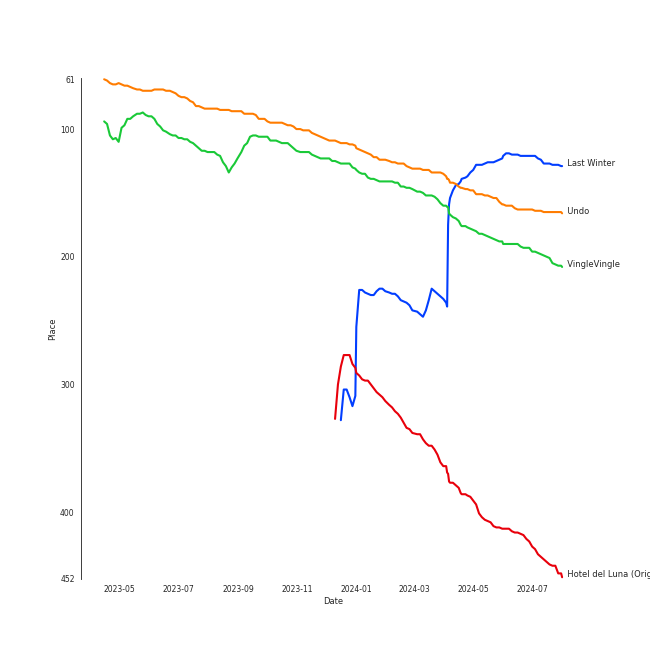 61
100
200
300
400
452
Place
2023-05 2023-07 2023-09 2023-11 2024-01 2024-03 2024-05 2024-07
Date
Last Winter
Undo
VingleVingle
Hotel del Luna (Orig